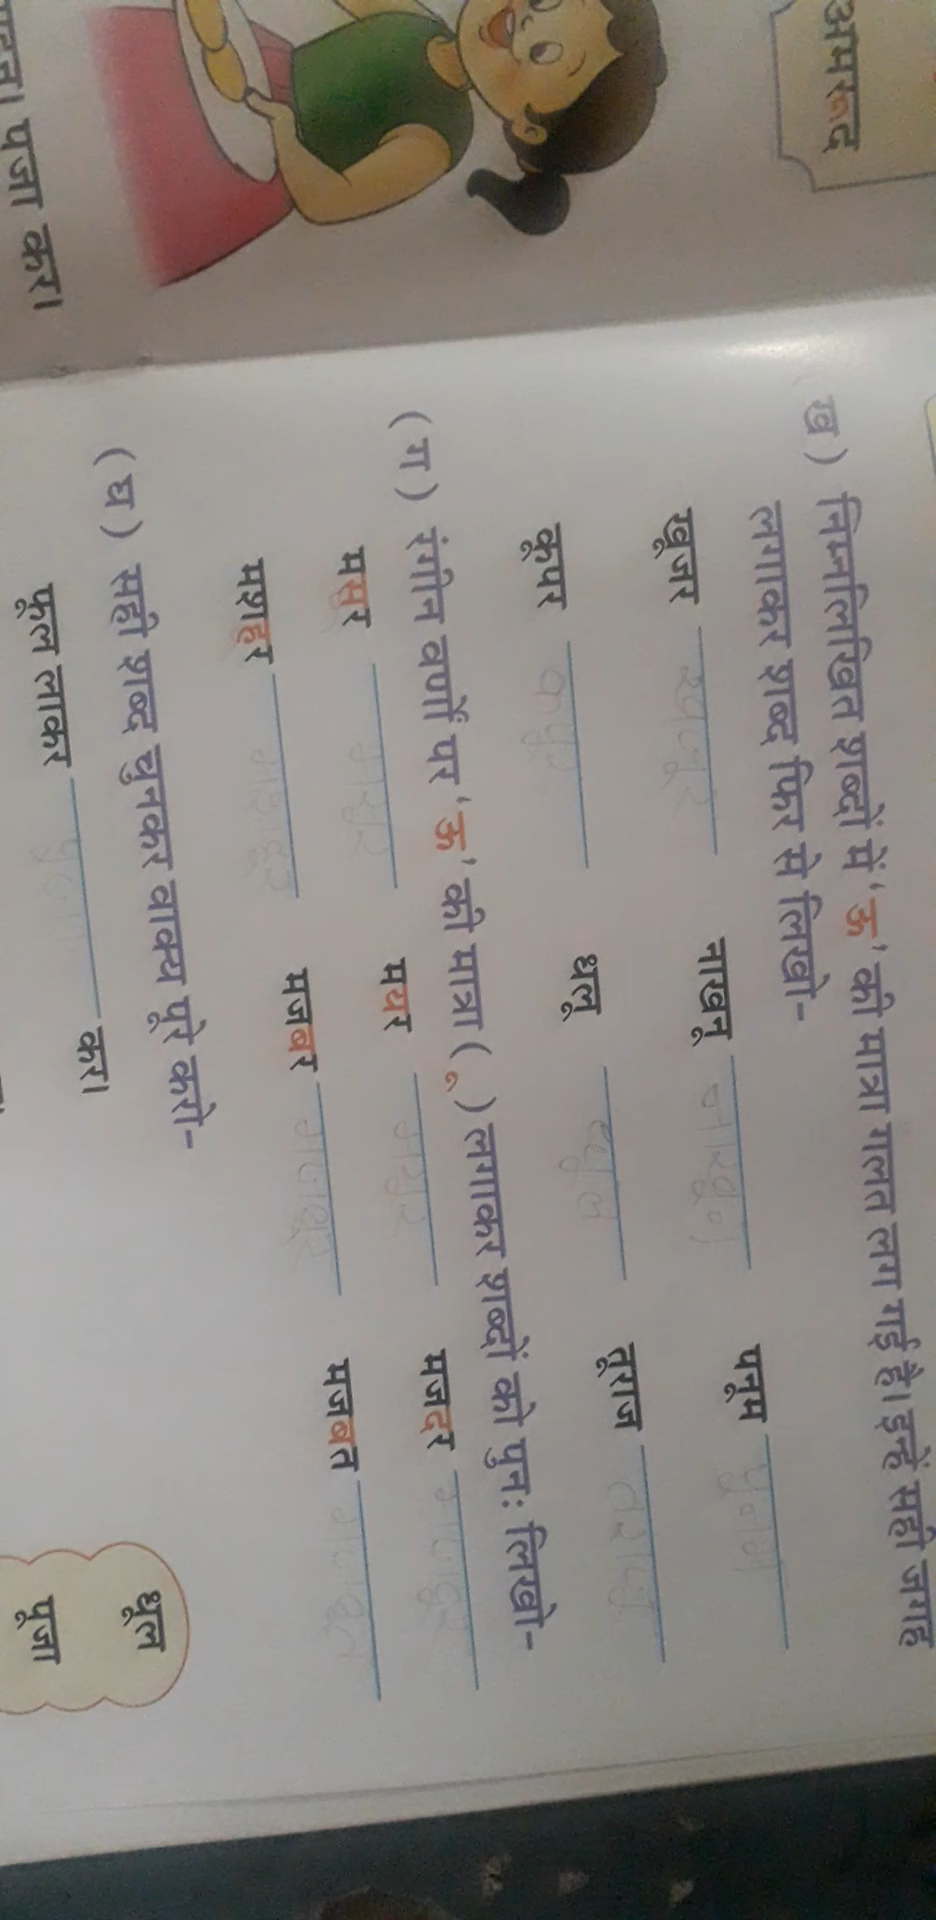 अमरूद
पूजा करा।
ख) निम्नलिखित शब्दों में 'ऊ' की मात्रा गलत लग गई है। इन्हें सही जगह
लगाकर शब्द फिर से लिखो-
खूजर खजूर नाखनू नाखून पनूम
कूपर धलू तूराज
(ग) रंगीन वर्णों पर 'ऊ' की मात्रा ( ू ) लगाकर शब्दों को पुनः लिखो-
मसर मयर मजदर
मशहर मजबर मजबत
(घ) सही शब्द चुनकर वाक्य पूरे करो-
धूल
फूल लाकर पूजा कर।
पूजा